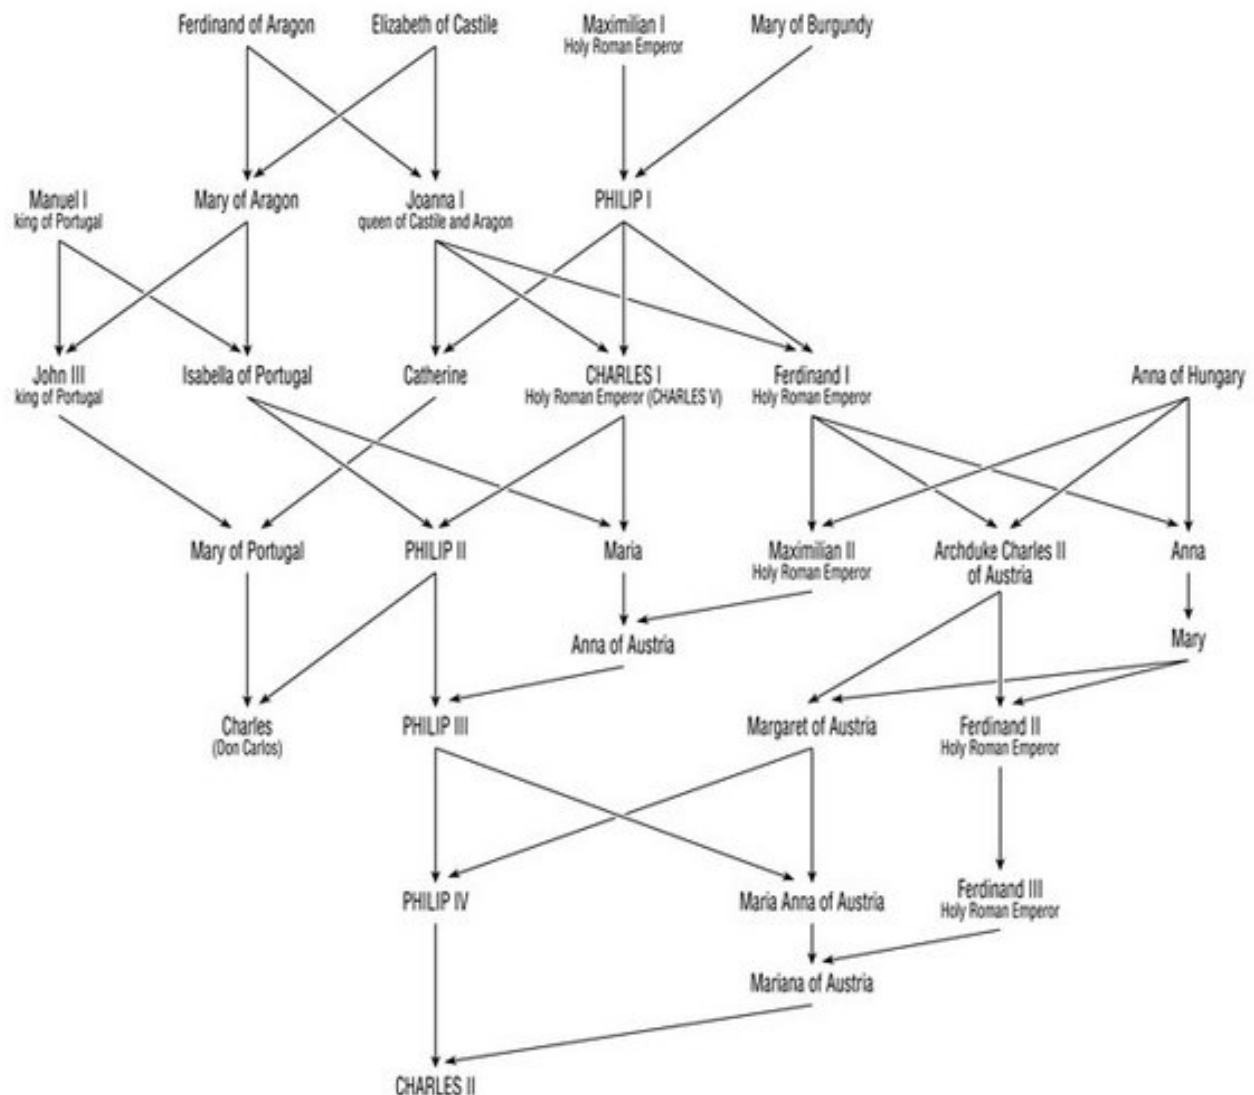 Ferdinand of Aragon
Elizabeth of Castile
Maximilian I
Holy Roman Emperor
Mary of Burgundy
Manuel I
king of Portugal
Mary of Aragon
Joanna I
queen of Castile and Aragon
PHILIP I
John III
king of Portugal
Isabella of Portugal
Catherine
CHARLES I
Holy Roman Emperor (CHARLES V)
Ferdinand I
Holy Roman Emperor
Anna of Hungary
Mary of Portugal
PHILIP II
Maria
Maximilian II
Holy Roman Emperor
Archduke Charles II
of Austria
Anna
Anna of Austria
Mary
Charles
(Don Carlos)
PHILIP III
Margaret of Austria
Ferdinand II
Holy Roman Emperor
PHILIP IV
Maria Anna of Austria
Ferdinand III
Holy Roman Emperor
Mariana of Austria
CHARLES II